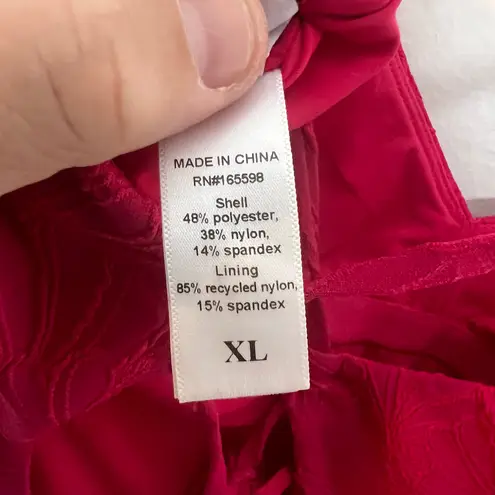 MADE IN CHINA
RN#165598
Shell
48% polyester,
38% nylon,
14% spandex
Lining
85% recycled nylon,
15% spandex
XL